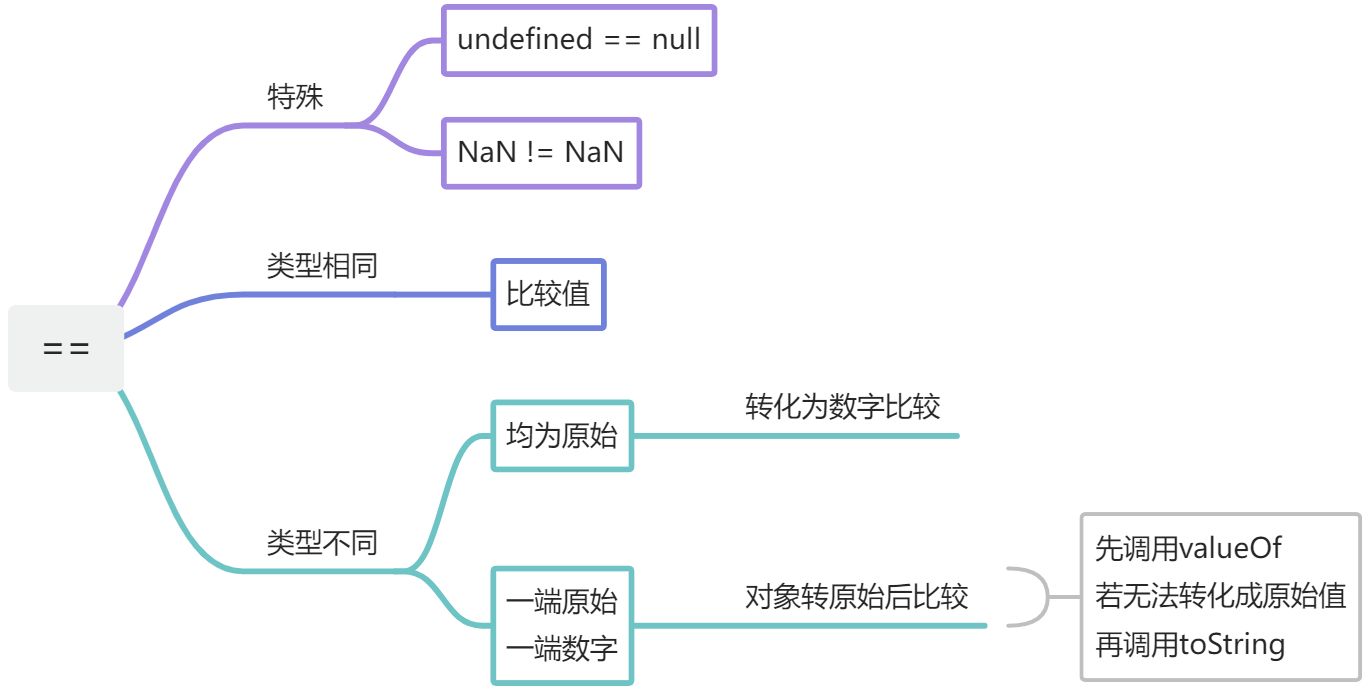 ==
特殊
undefined == null
NaN != NaN
类型相同
比较值
类型不同
均为原始
转化为数字比较
一端原始
一端数字
对象转原始后比较
先调用valueOf
若无法转化成原始值
再调用toString